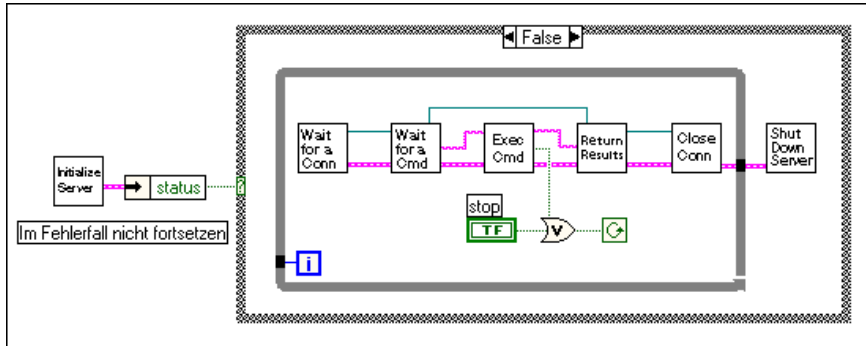 False
Wait
for a
Conn
Wait
for a
Cmd
Exec
Cmd
Return
Results
Close
Conn
Shut
Down
Server
Initialize
Server
status
?
stop
TF
V
Im Fehlerfall nicht fortsetzen
i